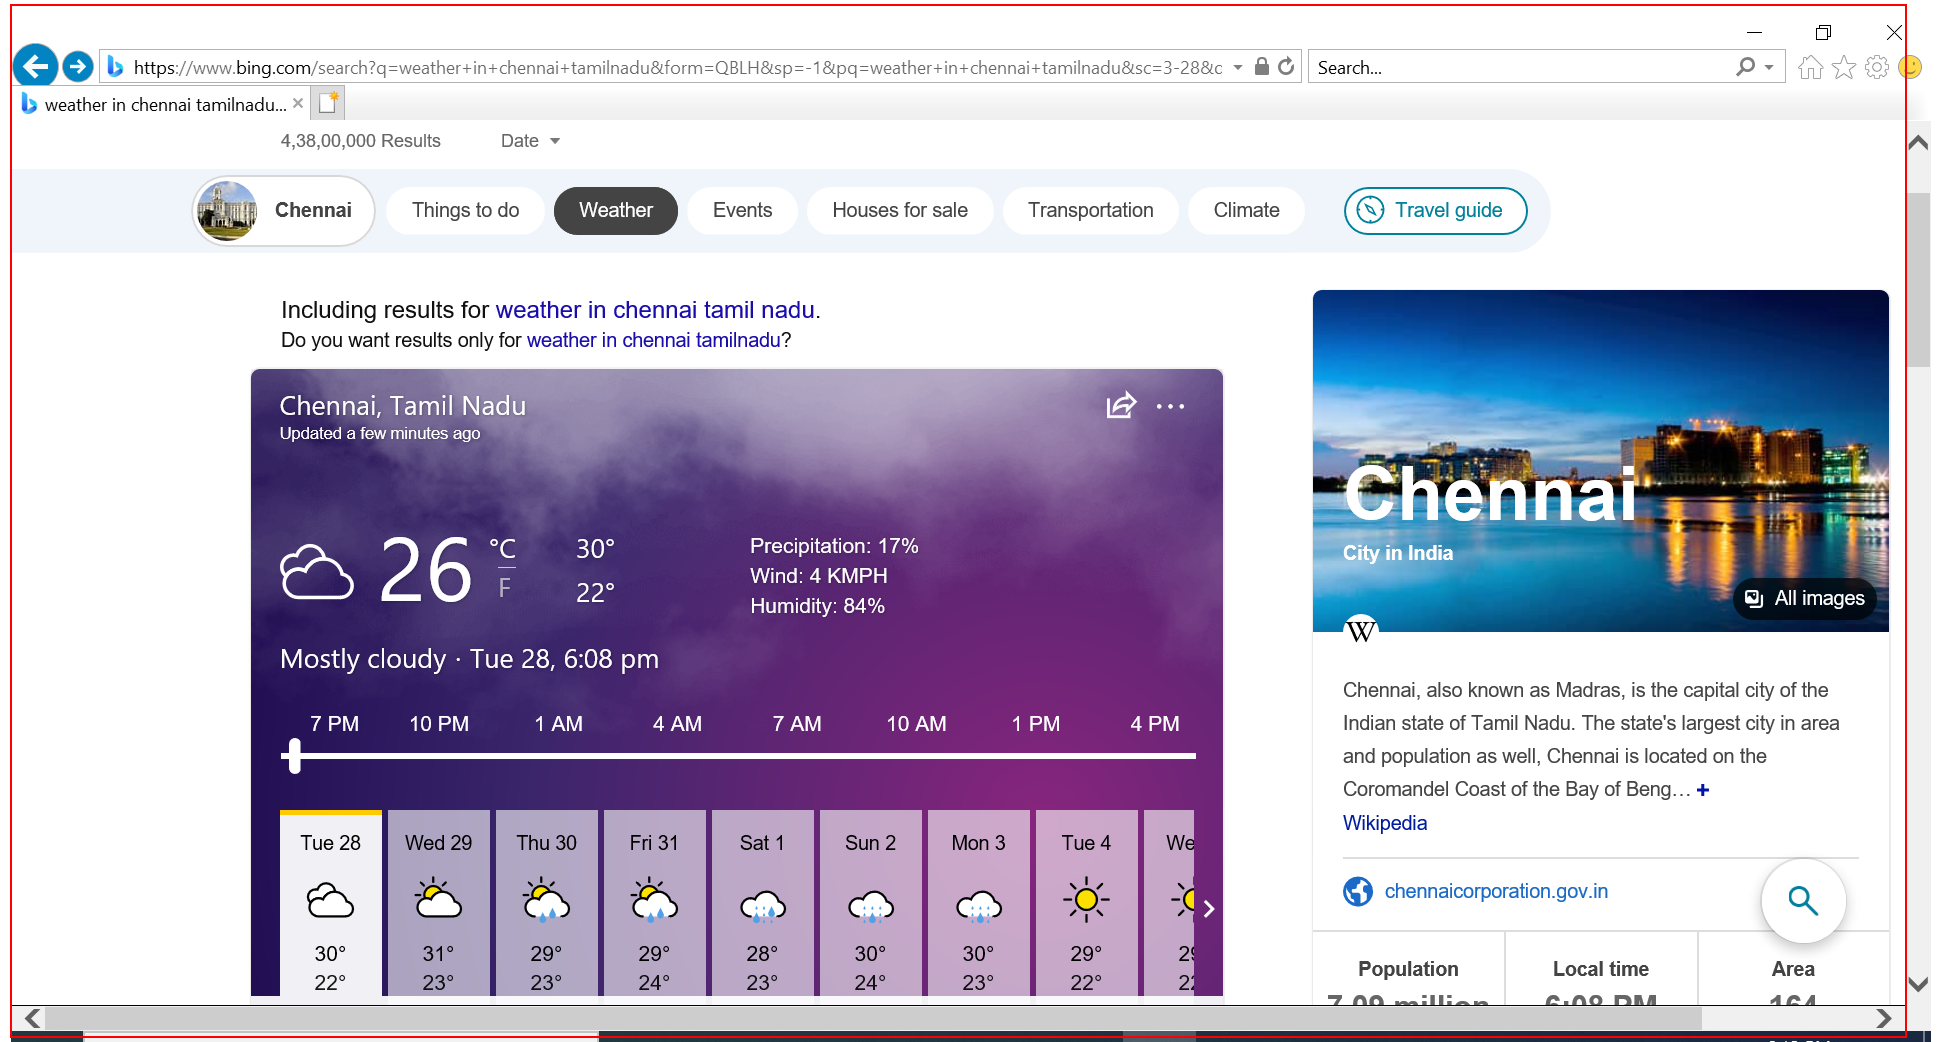 https://www.bing.com/search?q=weather+in+chennai+tamilnadu&form=QBLH&sp=-1&pq=weather+in+chennai+tamilnadu&sc=3-28&c
Search...
weather in chennai tamilnadu...
4,38,00,000 Results Date
Chennai Things to do Weather Events Houses for sale Transportation Climate Travel guide
Including results for weather in chennai tamil nadu.
Do you want results only for weather in chennai tamilnadu?
Chennai, Tamil Nadu
Updated a few minutes ago
26 °C
F
30°
22°
Precipitation: 17%
Wind: 4 KMPH
Humidity: 84%
Mostly cloudy · Tue 28, 6:08 pm
7 PM 10 PM 1 AM 4 AM 7 AM 10 AM 1 PM 4 PM
Tue 28 Wed 29 Thu 30 Fri 31 Sat 1 Sun 2 Mon 3 Tue 4 We
30° 31° 29° 29° 28° 30° 30° 29°
22° 23° 23° 24° 23° 24° 23° 22°
Chennai
City in India
All images
W
Chennai, also known as Madras, is the capital city of the
Indian state of Tamil Nadu. The state's largest city in area
and population as well, Chennai is located on the
Coromandel Coast of the Bay of Beng… +
Wikipedia
chennaicorporation.gov.in
Population Local time Area
7.09 million 6:08 PM 164